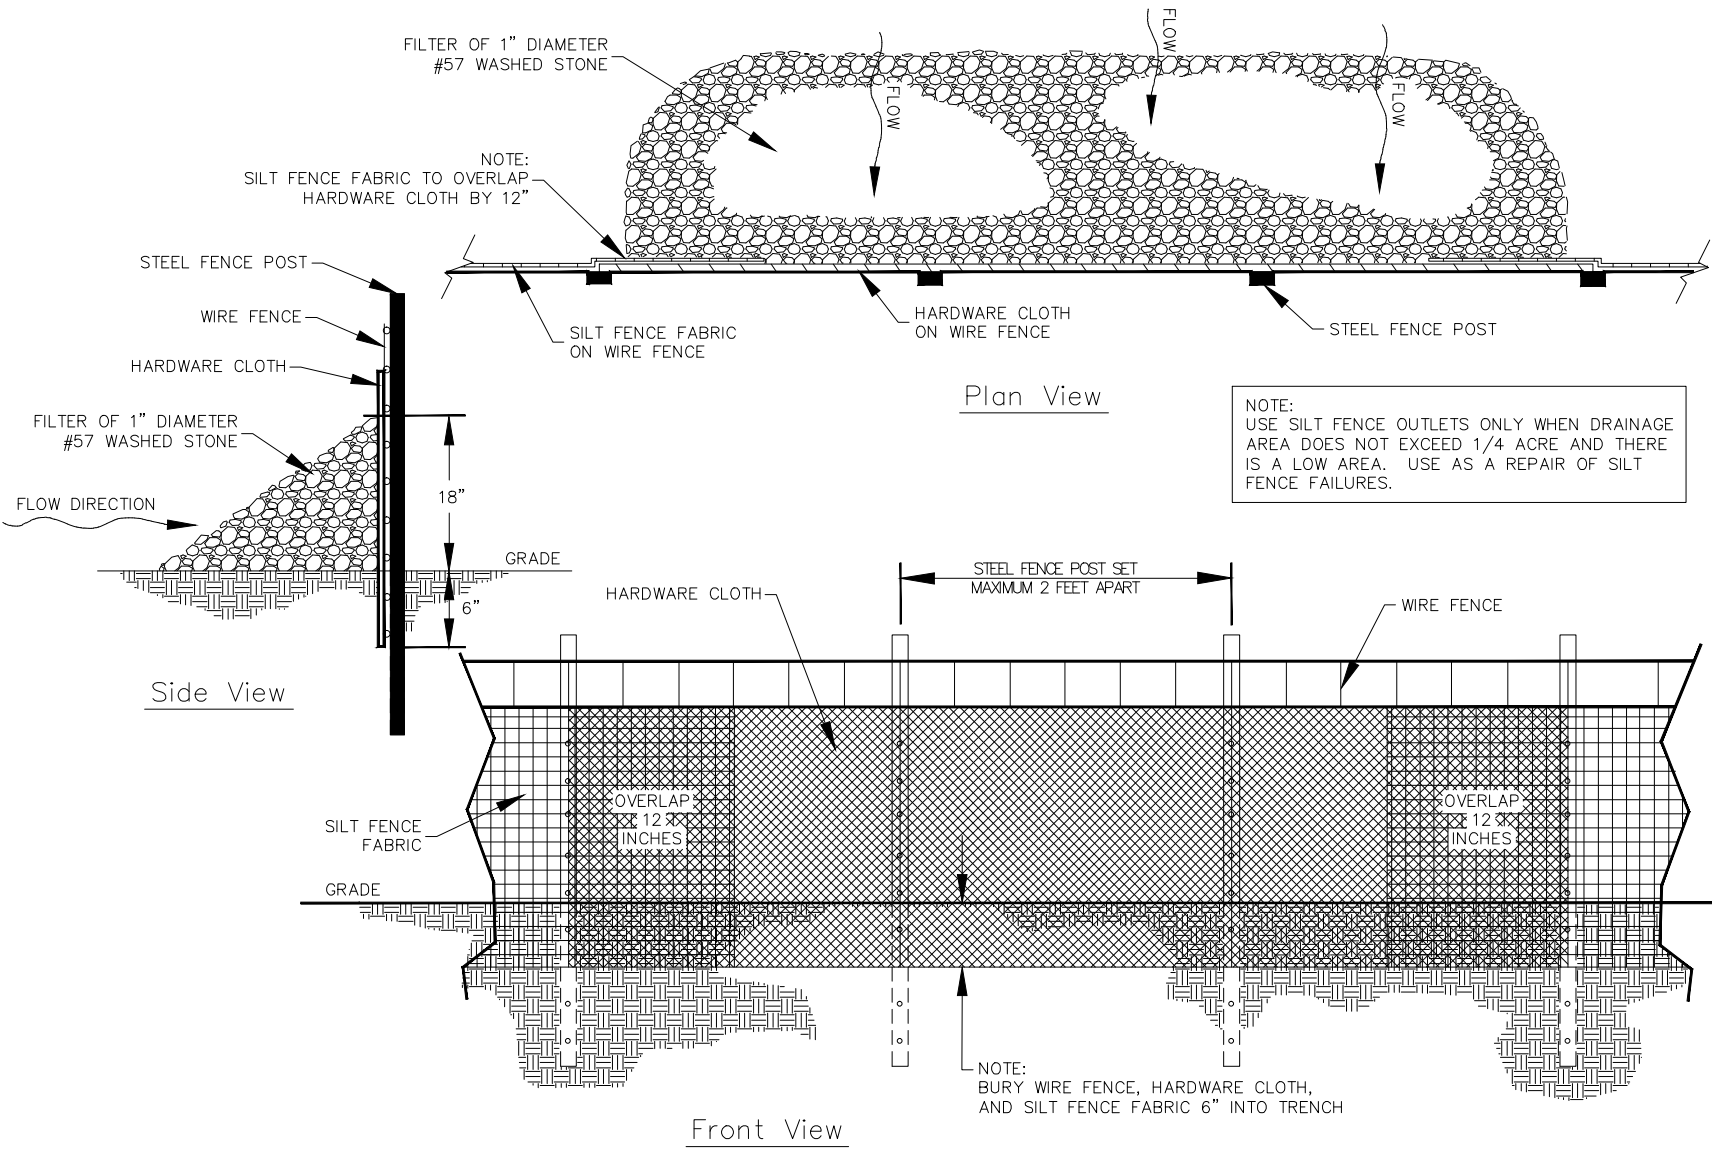 FILTER OF 1" DIAMETER
#57 WASHED STONE
FLOW
FLOW
FLOW
NOTE:
SILT FENCE FABRIC TO OVERLAP
HARDWARE CLOTH BY 12"
SILT FENCE FABRIC
ON WIRE FENCE
HARDWARE CLOTH
ON WIRE FENCE
STEEL FENCE POST
Plan View
NOTE:
USE SILT FENCE OUTLETS ONLY WHEN DRAINAGE
AREA DOES NOT EXCEED 1/4 ACRE AND THERE
IS A LOW AREA. USE AS A REPAIR OF SILT
FENCE FAILURES.
STEEL FENCE POST
WIRE FENCE
HARDWARE CLOTH
FILTER OF 1" DIAMETER
#57 WASHED STONE
FLOW DIRECTION
18"
GRADE
6"
Side View
STEEL FENCE POST SET
MAXIMUM 2 FEET APART
HARDWARE CLOTH
WIRE FENCE
OVERLAP
12
INCHES
OVERLAP
12
INCHES
SILT FENCE
FABRIC
GRADE
NOTE:
BURY WIRE FENCE, HARDWARE CLOTH,
AND SILT FENCE FABRIC 6" INTO TRENCH
Front View